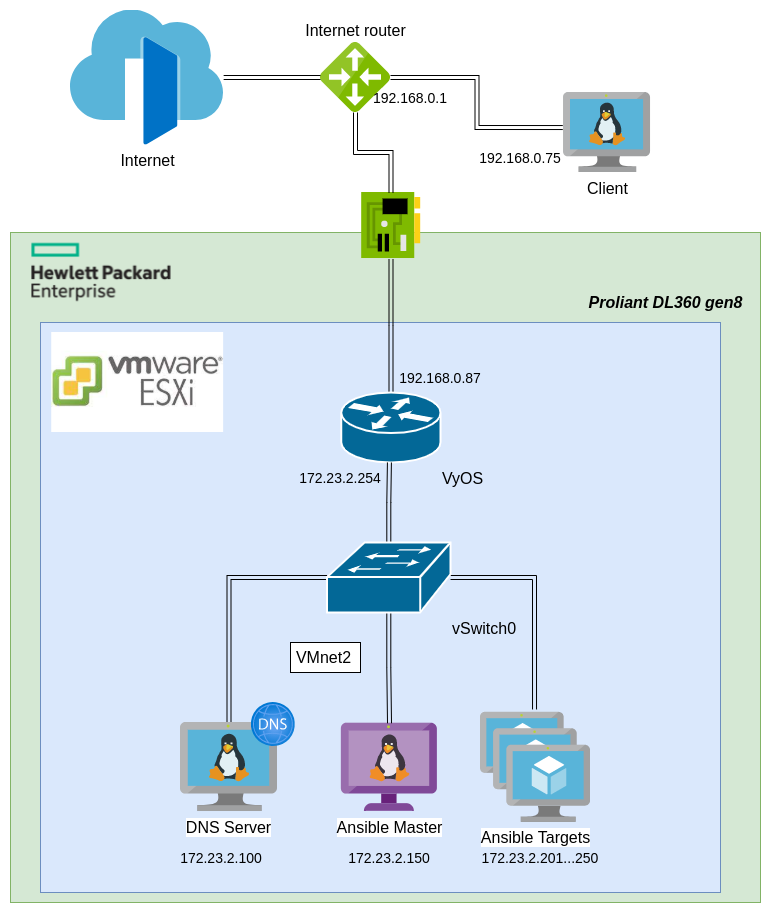 Internet router
192.168.0.1
Internet
192.168.0.75
Client
Hewlett Packard
Enterprise
Proliant DL360 gen8
vmware®
ESXi
192.168.0.87
172.23.2.254
VyOS
vSwitch0
VMnet2
DNS
DNS Server
172.23.2.100
Ansible Master
172.23.2.150
Ansible Targets
172.23.2.201...250